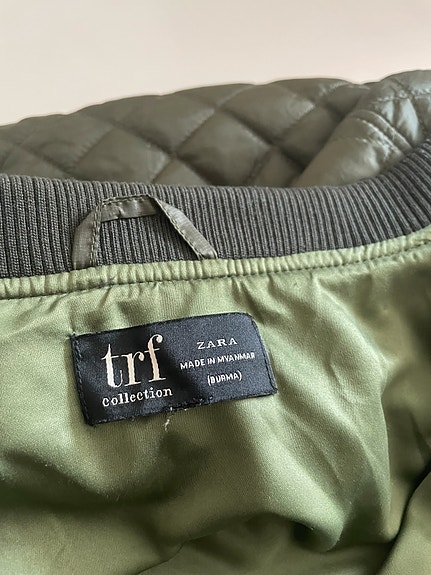 trf
collection
ZARA
MADE IN MYANMAR
(BURMA)